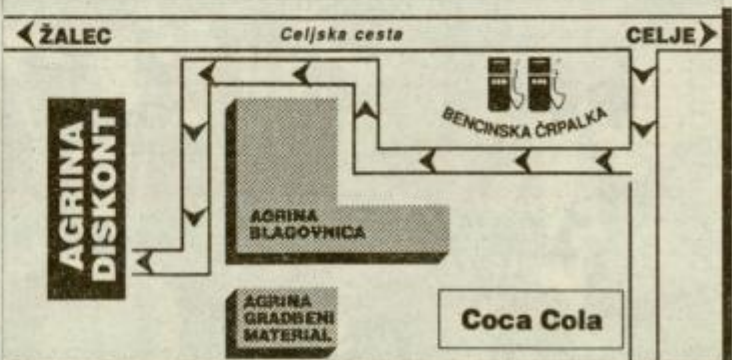 ŽALEC
Celjska cesta
CELJE
BENCINSKA ČRPALKA
AGRINA
DISKONT
AGRINA
BLAGOVNICA
AGRINA
GRADBENI
MATERIAL
Coca Cola